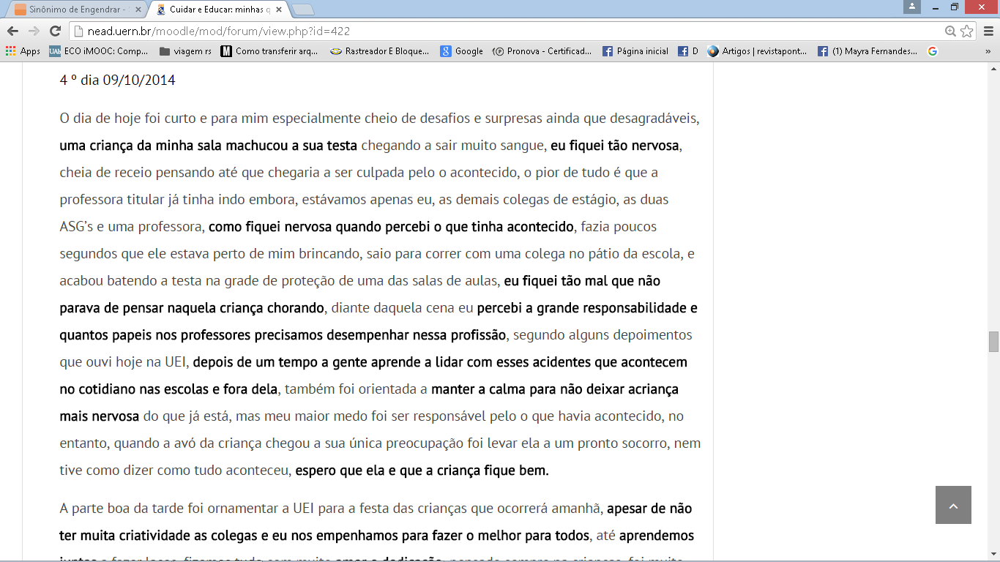 Sinônimo de Engendrar -
Cuidar e Educar: minhas q
nead.uern.br/moodle/mod/forum/view.php?id=422
Apps ECO iMOOC: Comp... viagem rs Como transferir arq... Rastreador E Bloque... Google Pronova - Certificad... Página inicial D Artigos | revistapont... (1) Mayra Fernandes... »
4 º dia 09/10/2014
O dia de hoje foi curto e para mim especialmente cheio de desafios e surpresas ainda que desagradáveis,
uma criança da minha sala machucou a sua testa chegando a sair muito sangue, eu fiquei tão nervosa,
cheia de receio pensando até que chegaria a ser culpada pelo o acontecido, o pior de tudo é que a
professora titular já tinha indo embora, estávamos apenas eu, as demais colegas de estágio, as duas
ASG’s e uma professora, como fiquei nervosa quando percebi o que tinha acontecido, fazia poucos
segundos que ele estava perto de mim brincando, saio para correr com uma colega no pátio da escola, e
acabou batendo a testa na grade de proteção de uma das salas de aulas, eu fiquei tão mal que não
parava de pensar naquela criança chorando, diante daquela cena eu percebi a grande responsabilidade e
quantos papeis nos professores precisamos desempenhar nessa profissão, segundo alguns depoimentos
que ouvi hoje na UEI, depois de um tempo a gente aprende a lidar com esses acidentes que acontecem
no cotidiano nas escolas e fora dela, também foi orientada a manter a calma para não deixar acriança
mais nervosa do que já está, mas meu maior medo foi ser responsável pelo o que havia acontecido, no
entanto, quando a avó da criança chegou a sua única preocupação foi levar ela a um pronto socorro, nem
tive como dizer como tudo aconteceu, espero que ela e que a criança fique bem.
A parte boa da tarde foi ornamentar a UEI para a festa das crianças que ocorrerá amanhã, apesar de não
ter muita criatividade as colegas e eu nos empenhamos para fazer o melhor para todos, até aprendemos
juntas a fazer laços, fizemos tudo com muito amor e dedicação, pensado sempre na crianças, foi muito